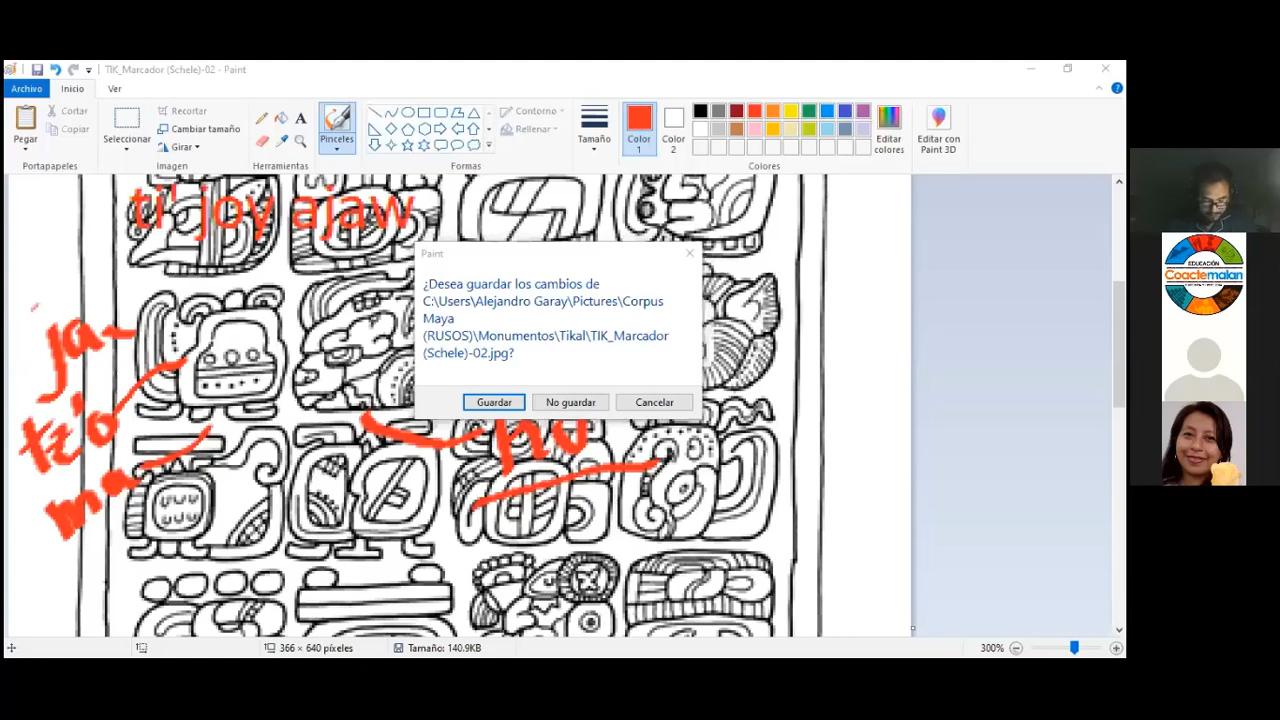 TIK_Marcador (Schele)-02 - Paint
Archivo Inicio Ver
Pegar
Cortar
Copiar
Portapapeles
Seleccionar
Recortar
Cambiar tamaño
Girar
Imagen
Herramientas
Pinceles
Contorno
Rellenar
Formas
Tamaño
Color 1
Color 2
Editar colores
Colores
Editar con Paint 3D
ti' joy ajaw
Paint
¿Desea guardar los cambios de
C:\Users\Alejandro Garay\Pictures\Corpus
Maya
(RUSOS)\Monumentos\Tikal\TIK_Marcador
(Schele)-02.jpg?
Guardar No guardar Cancelar
ja
tz'o
ma
EDUCACIÓN
Coactemalan
366 × 640 píxeles
Tamaño: 140.9KB
300%